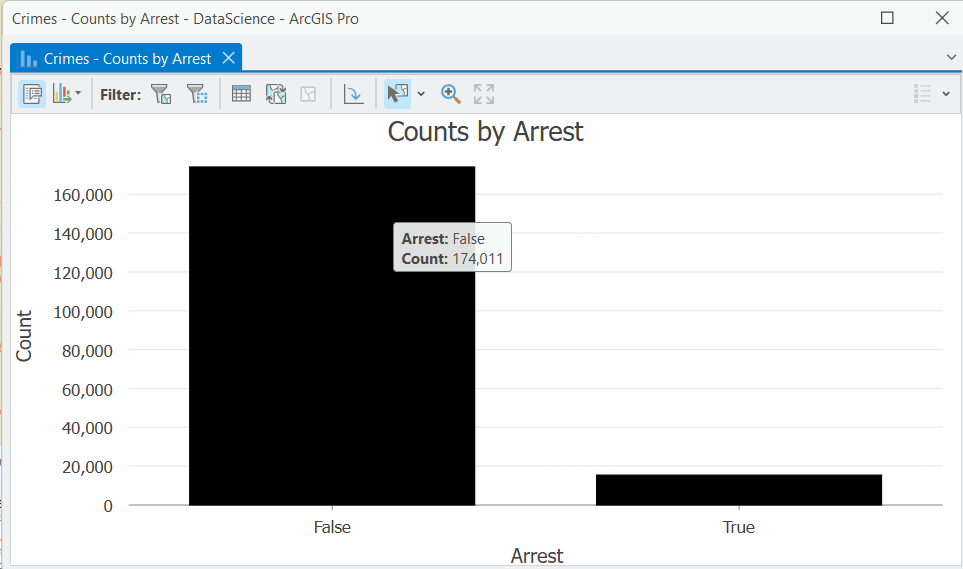 Crimes - Counts by Arrest - DataScience - ArcGIS Pro
Crimes - Counts by Arrest
Filter:
Counts by Arrest
160,000
140,000
120,000
100,000
80,000
60,000
40,000
20,000
0
Count
Arrest: False
Count: 174,011
False
True
Arrest